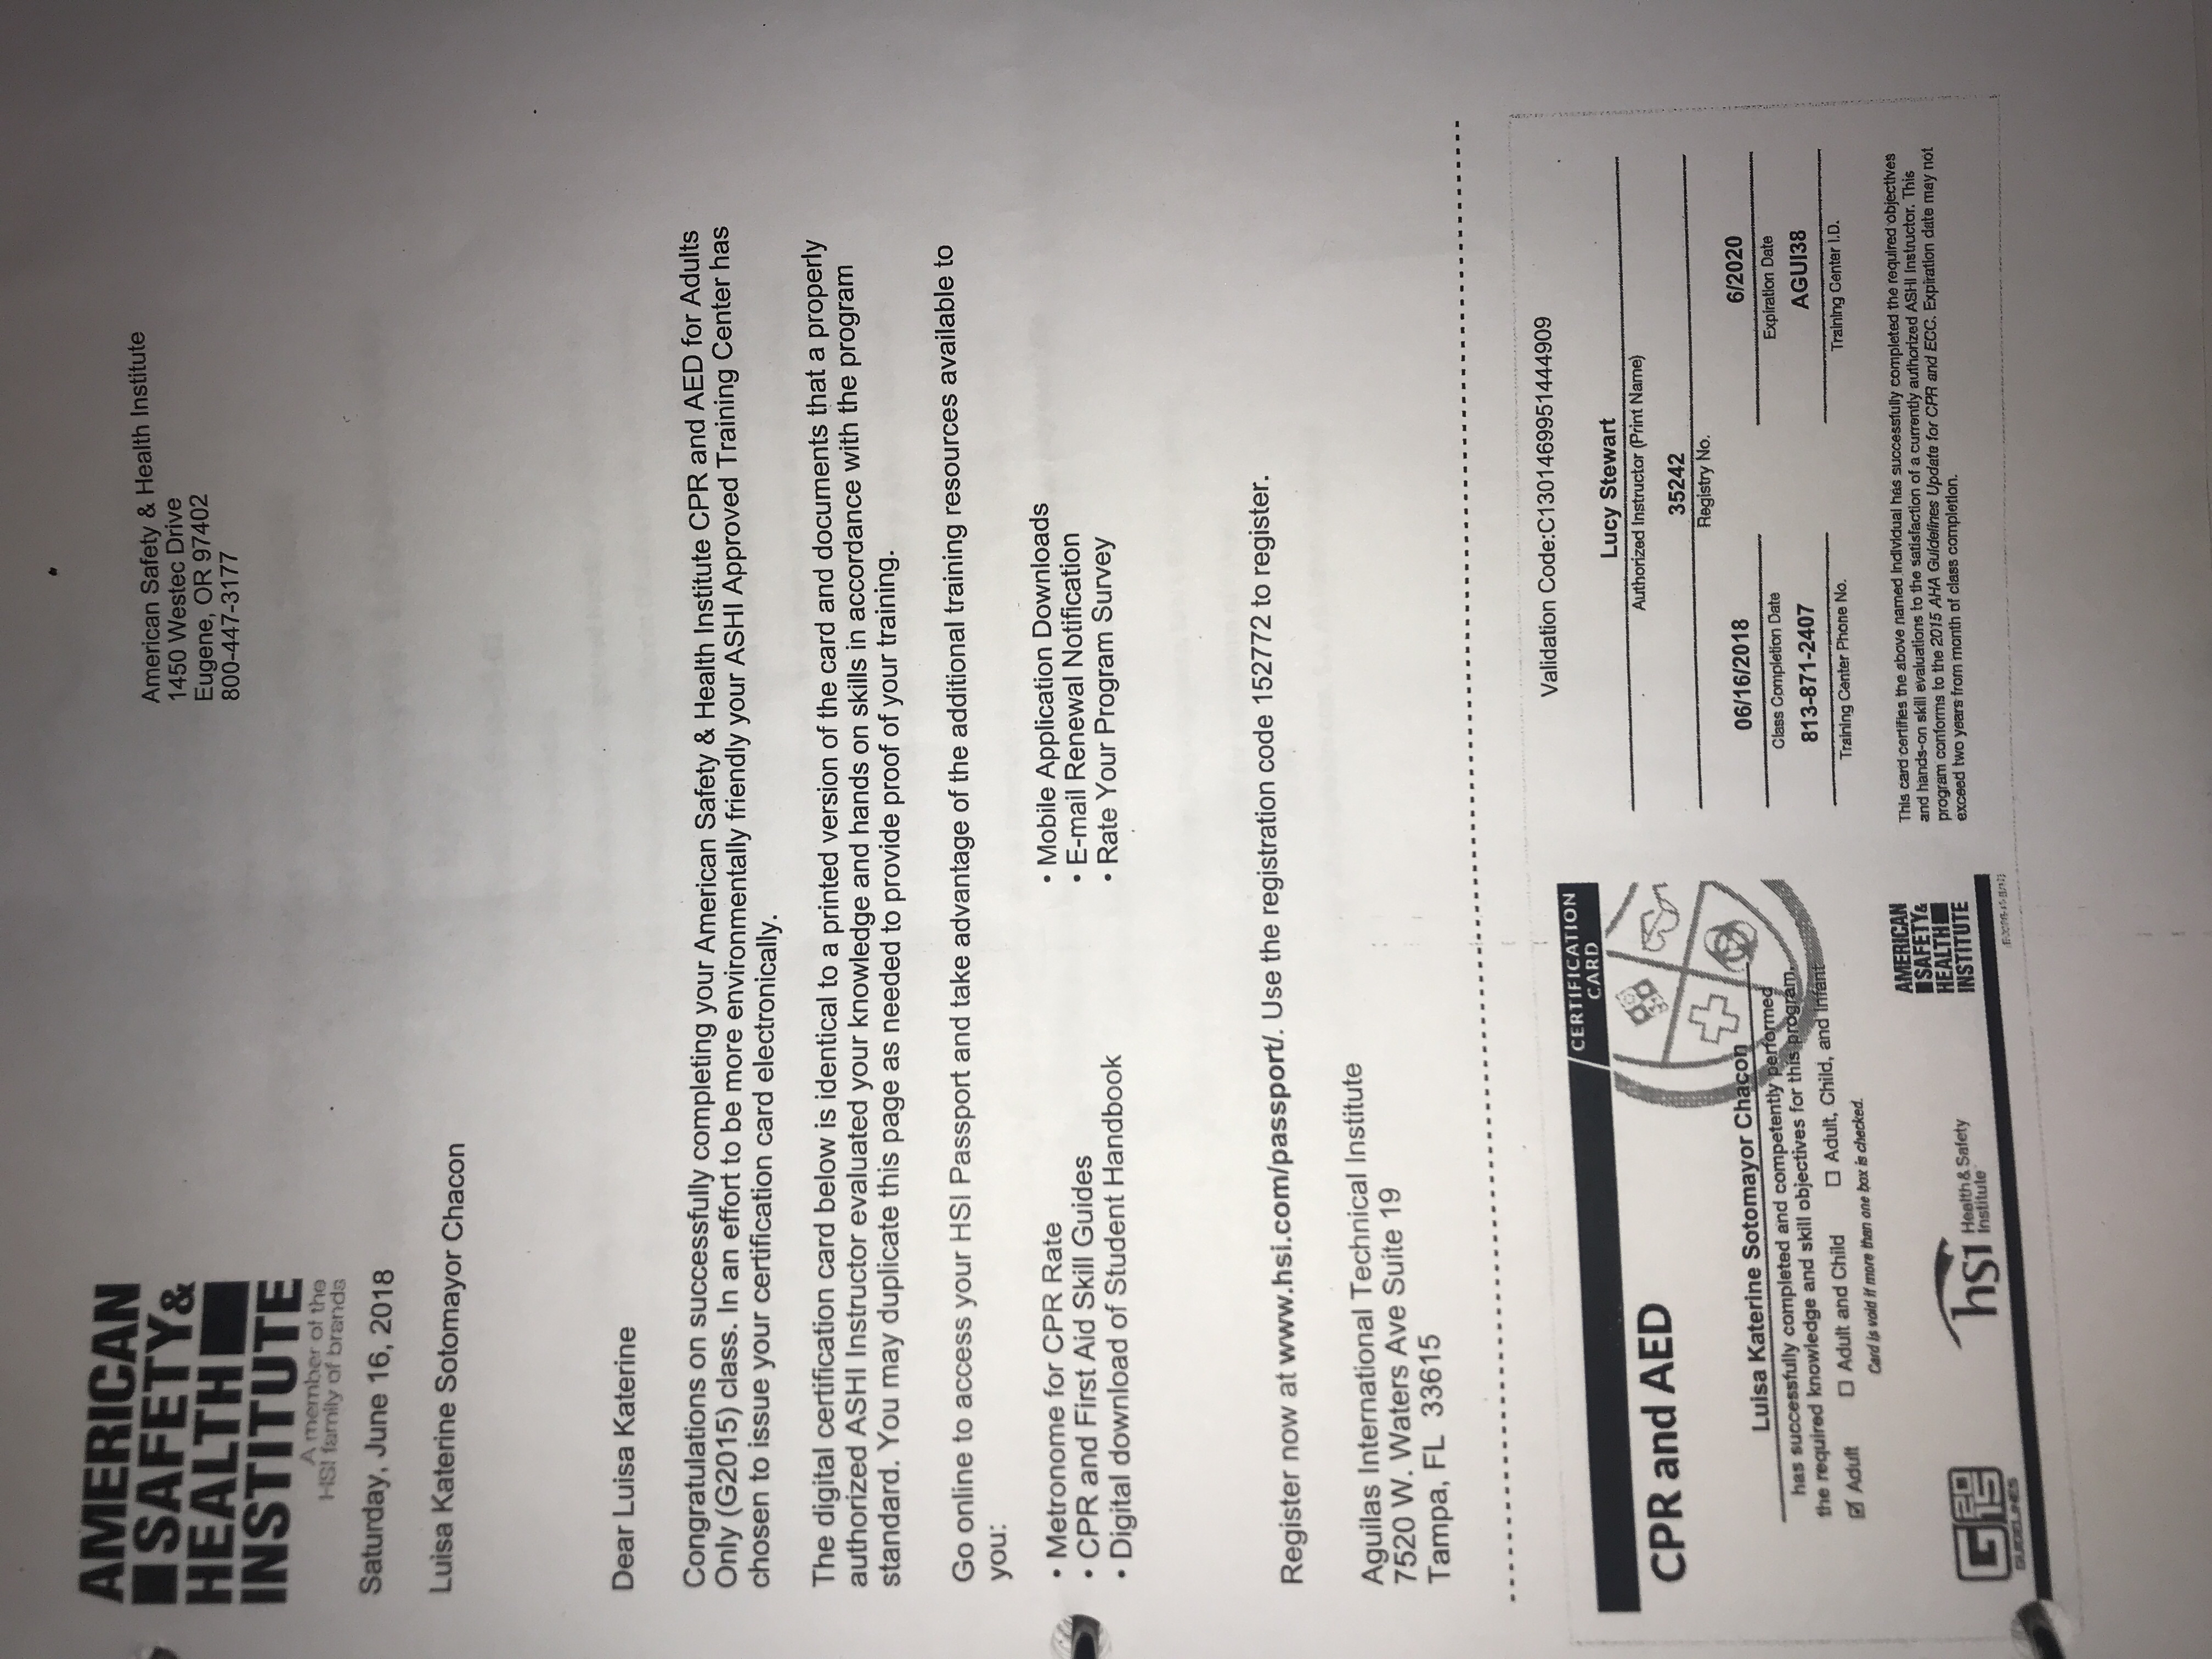 AMERICAN
SAFETY&
HEALTH
INSTITUTE
A member of the
HSI family of brands
American Safety & Health Institute
1450 Westec Drive
Eugene, OR 97402
800-447-3177
Saturday, June 16, 2018
Luisa Katerine Sotomayor Chacon
Dear Luisa Katerine
Congratulations on successfully completing your American Safety & Health Institute CPR and AED for Adults
Only (G2015) class. In an effort to be more environmentally friendly your ASHI Approved Training Center has
chosen to issue your certification card electronically.
The digital certification card below is identical to a printed version of the card and documents that a properly
authorized ASHI Instructor evaluated your knowledge and hands on skills in accordance with the program
standard. You may duplicate this page as needed to provide proof of your training.
Go online to access your HSI Passport and take advantage of the additional training resources available to
you:
• Metronome for CPR Rate
• CPR and First Aid Skill Guides
• Digital download of Student Handbook
• Mobile Application Downloads
• E-mail Renewal Notification
• Rate Your Program Survey
Register now at www.hsi.com/passport/. Use the registration code 152772 to register.
Aguilas International Technical Institute
7520 W. Waters Ave Suite 19
Tampa, FL 33615
CERTIFICATION
CARD
CPR and AED
Luisa Katerine Sotomayor Chacon
has successfully completed and competently performed
the required knowledge and skill objectives for this program.
☑ Adult ☐ Adult and Child ☐ Adult, Child, and Infant
Card is void if more than one box is checked.
G2015
GUIDELINES
hsi Health & Safety
Institute
AMERICAN
SAFETY&
HEALTH
INSTITUTE
Validation Code:C1301469951444909
Lucy Stewart
Authorized Instructor (Print Name)
35242
Registry No.
06/16/2018 6/2020
Class Completion Date Expiration Date
813-871-2407 AGUI38
Training Center Phone No. Training Center I.D.
This card certifies the above named individual has successfully completed the required objectives
and hands-on skill evaluations to the satisfaction of a currently authorized ASHI Instructor. This
program conforms to the 2015 AHA Guidelines Update for CPR and ECC. Expiration date may not
exceed two years from month of class completion.